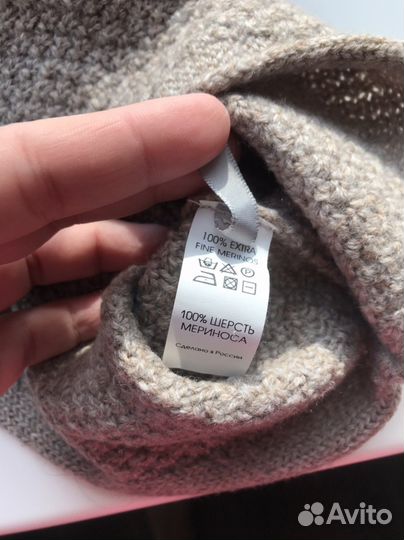 100% EXTRA
FINE MERINOS
100% ШЕРСТЬ
МЕРИНОСА
Сделано в России
Avito